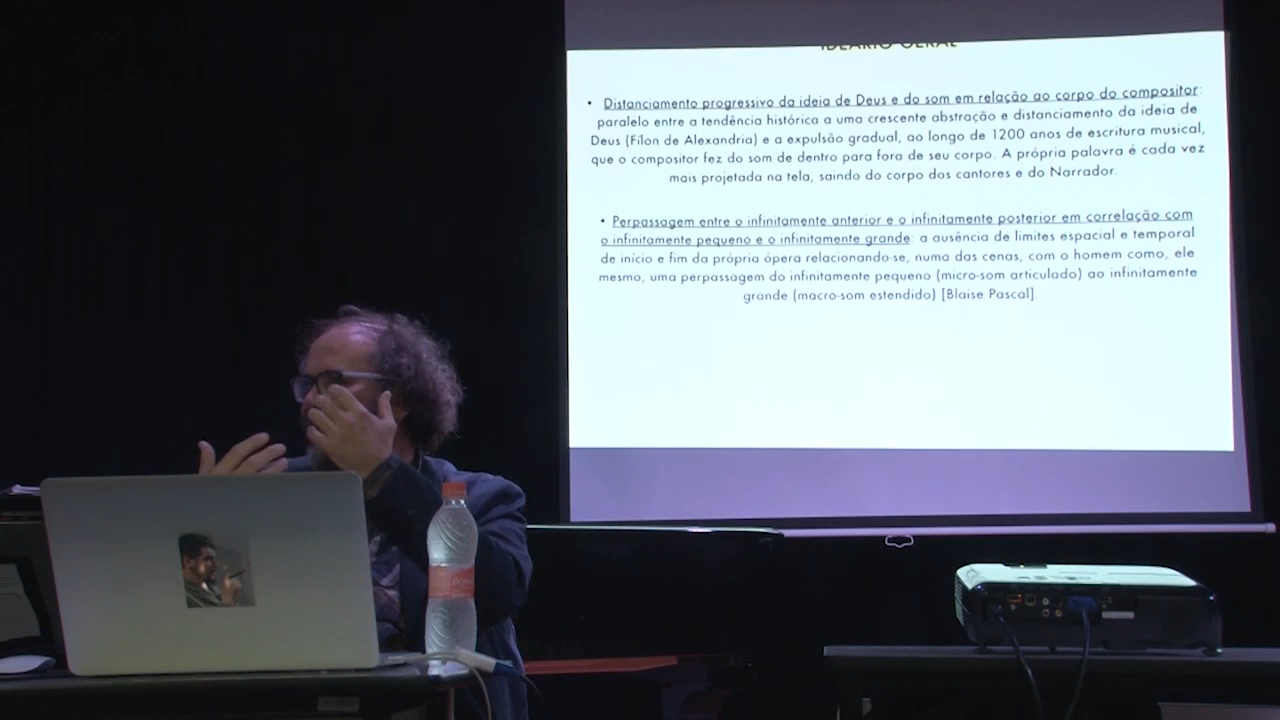 IDEÁRIO GERAL
• Distanciamento progressivo da ideia de Deus e do som em relação ao corpo do compositor:
paralelo entre a tendência histórica a uma crescente abstração e distanciamento da ideia de
Deus (Fílon de Alexandria) e a expulsão gradual, ao longo de 1200 anos de escritura musical,
que o compositor fez do som de dentro para fora de seu corpo. A própria palavra é cada vez
mais projetada na tela, saindo do corpo dos cantores e do Narrador.
• Perpassagem entre o infinitamente anterior e o infinitamente posterior em correlação com
o infinitamente pequeno e o infinitamente grande: a ausência de limites espacial e temporal
de início e fim da própria ópera relacionando-se, numa das cenas, com o homem como, ele
mesmo, uma perpassagem do infinitamente pequeno (micro-som articulado) ao infinitamente
grande (macro-som estendido) [Blaise Pascal].